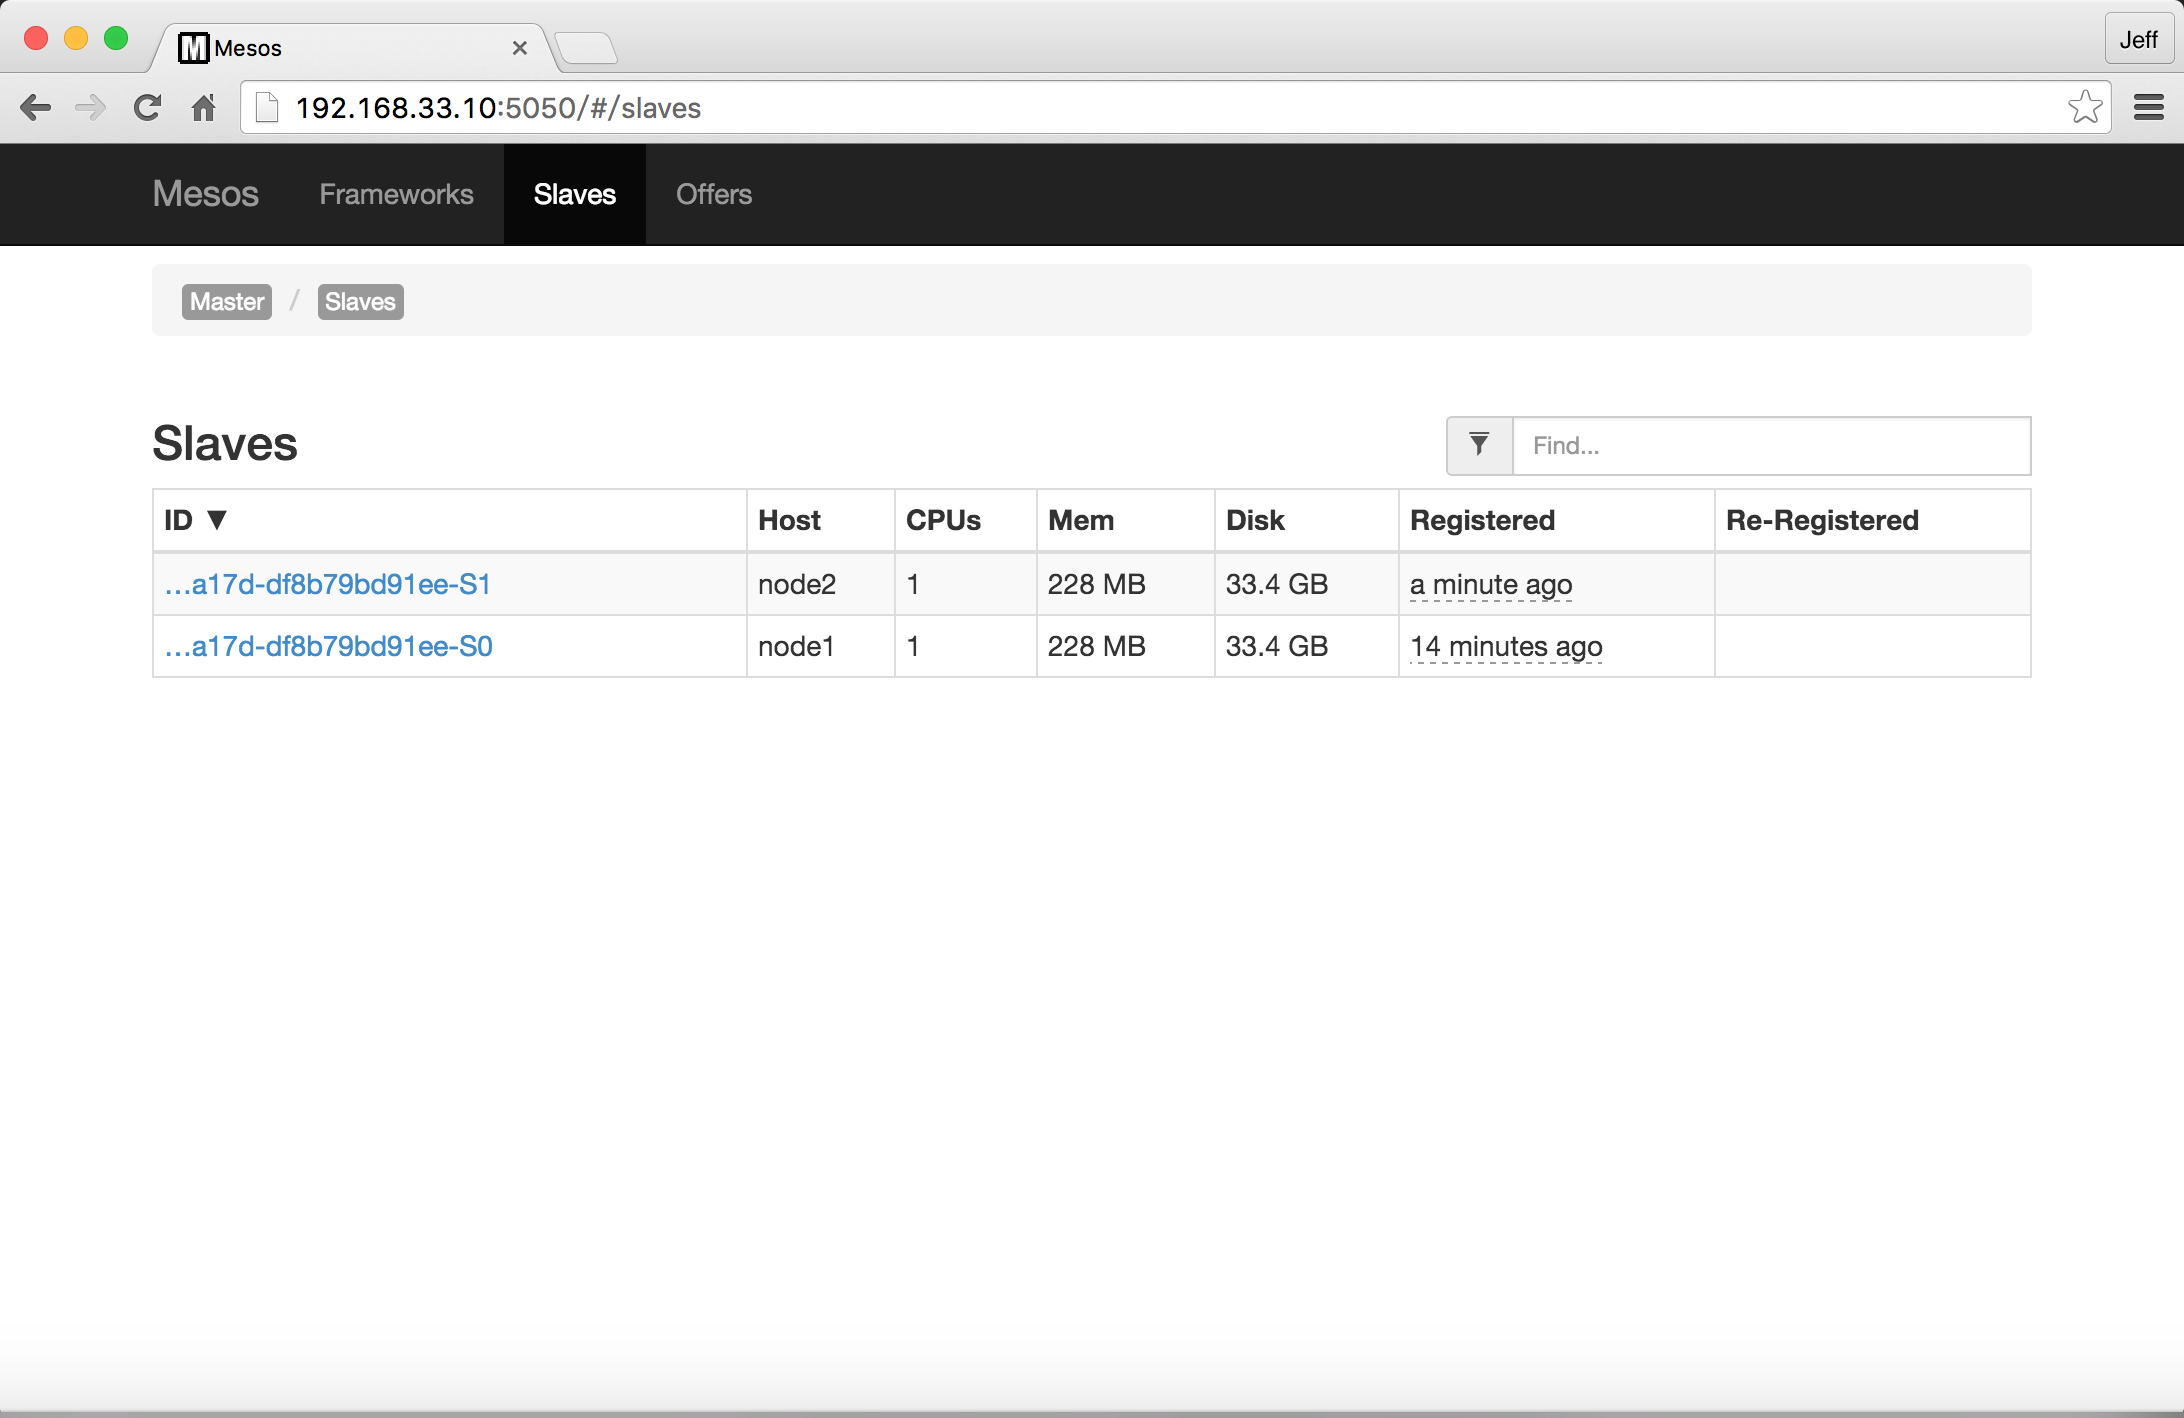 Mesos
Jeff
192.168.33.10:5050/#/slaves
Mesos Frameworks Slaves Offers
Master / Slaves
Slaves
Find...
ID ▼ Host CPUs Mem Disk Registered Re-Registered
…a17d-df8b79bd91ee-S1 node2 1 228 MB 33.4 GB a minute ago
…a17d-df8b79bd91ee-S0 node1 1 228 MB 33.4 GB 14 minutes ago